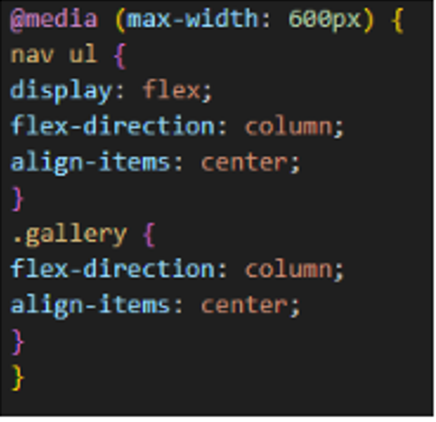 @media (max-width: 600px) {
nav ul {
display: flex;
flex-direction: column;
align-items: center;
}
.gallery {
flex-direction: column;
align-items: center;
}
}